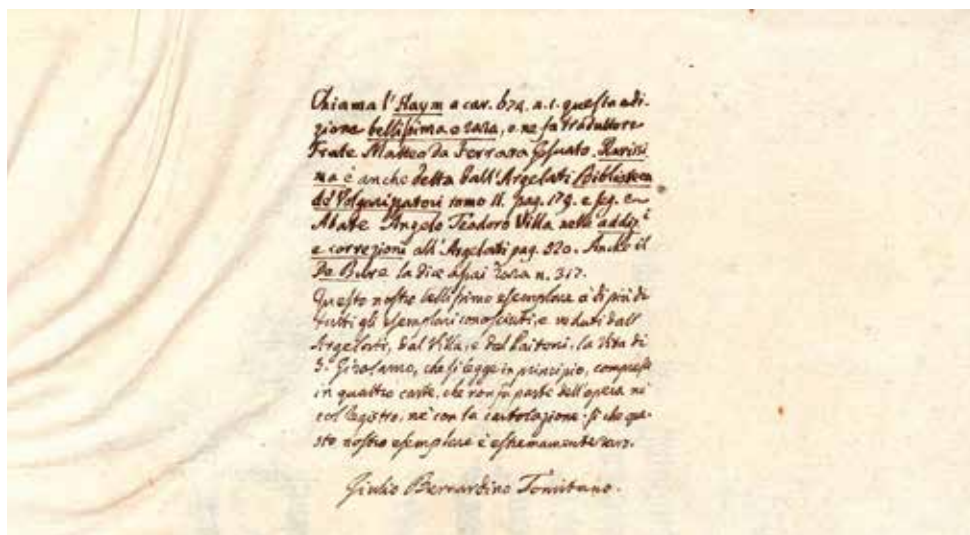 Chiama l'Haym a car. 674. n. 1. questa edi-
zione bellissima e rara, e ne fa traduttore
Frate Matteo da Ferrara Gesuato. Rarissi
ma è anche detta dall'Argelati Biblioteca
de' Volgarizzatori tomo II. pag. 179. e seg. e
Abate Angelo Teodoro Villa nelle addiz.i
e correzioni all'Argelati pag. 520. Anche il
De Bure la dice assai rara n. 317.
Questo nostro bellissimo esemplare à di più di
tutti gli esemplari conosciuti, e veduti dall'
Argelati, dal Villa, e dal Paitoni, la Vita di
S. Girolamo, che si legge in principio, compresa
in quattro carte, che non fa parte dell'opera nè
col registro, nè con la cartolazione. si che que-
sto nostro esemplare è estremamente raro.
Giulio Bernardino Tomitano.